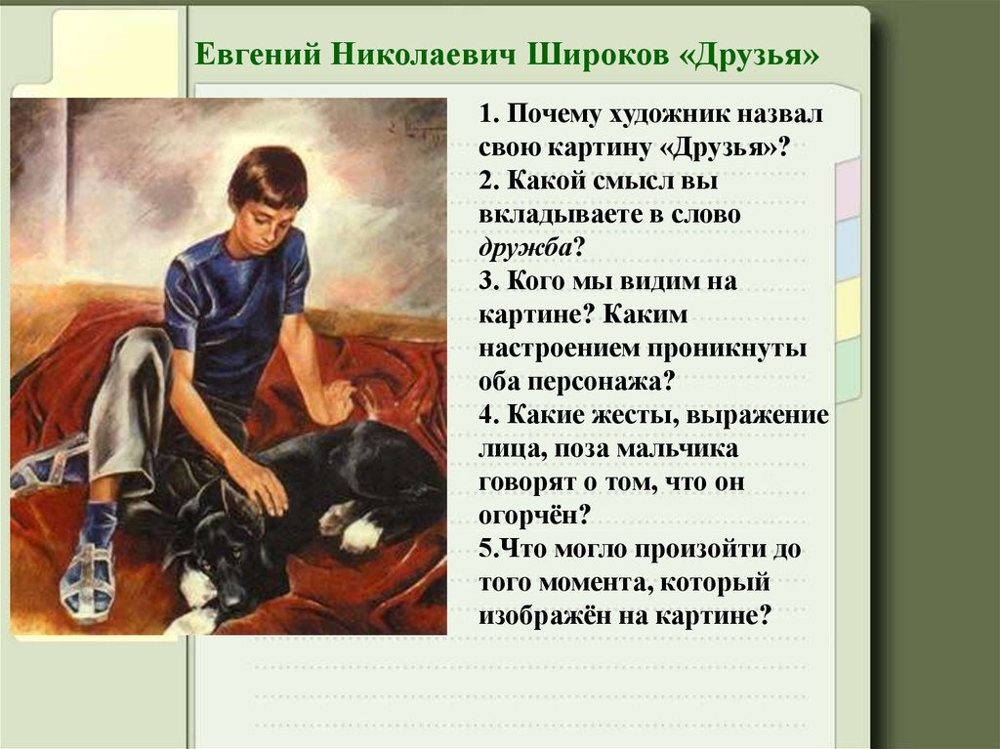 Евгений Николаевич Широков «Друзья»
1. Почему художник назвал
свою картину «Друзья»?
2. Какой смысл вы
вкладываете в слово
дружба?
3. Кого мы видим на
картине? Каким
настроением проникнуты
оба персонажа?
4. Какие жесты, выражение
лица, поза мальчика
говорят о том, что он
огорчён?
5.Что могло произойти до
того момента, который
изображён на картине?